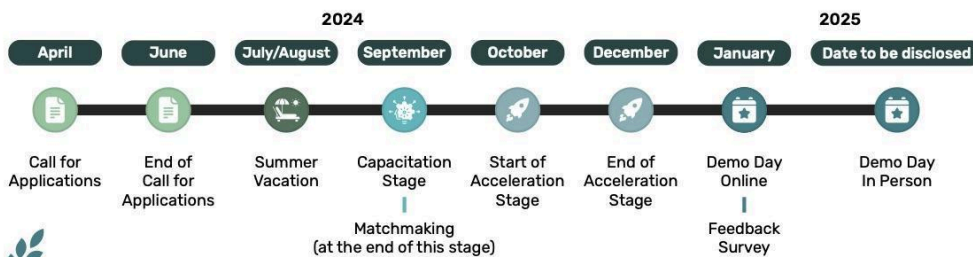 2024
2025
April
June
July/August
September
October
December
January
Date to be disclosed
Call for
Applications
End of
Call for
Applications
Summer
Vacation
Capacitation
Stage
Matchmaking
(at the end of this stage)
Start of
Acceleration
Stage
End of
Acceleration
Stage
Demo Day
Online
Feedback
Survey
Demo Day
In Person